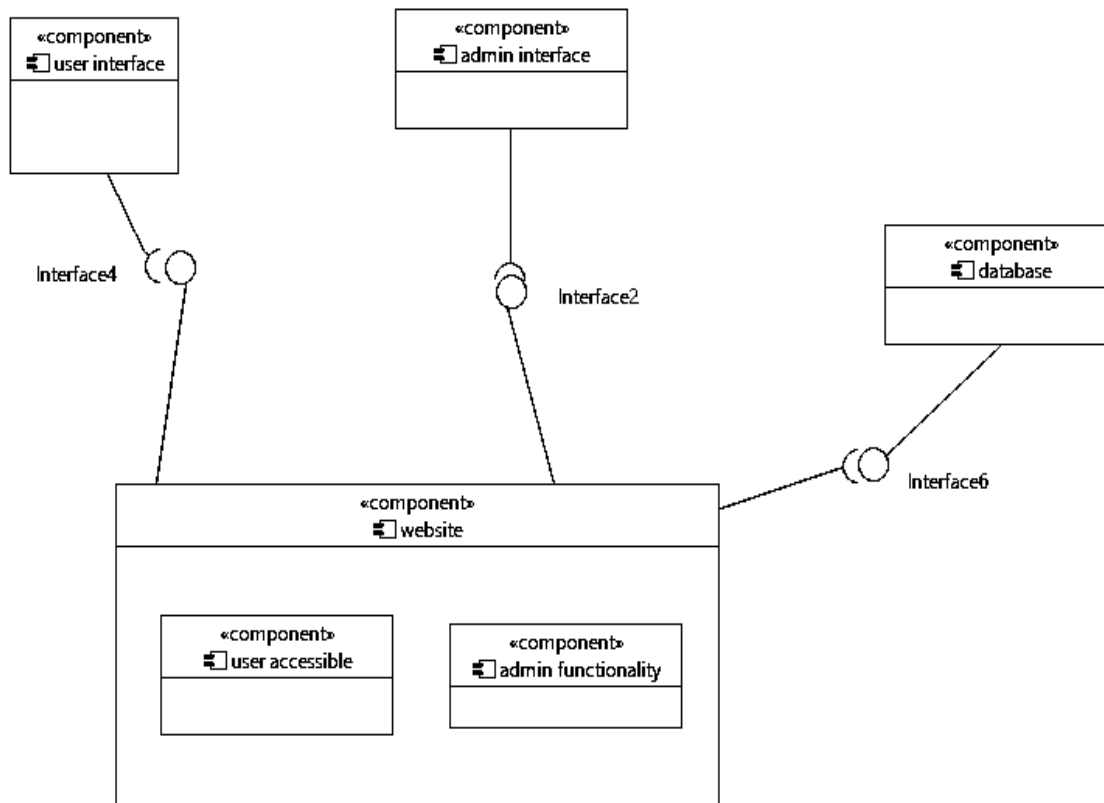 «component»
user interface
«component»
admin interface
«component»
database
Interface4
Interface2
Interface6
«component»
website
«component»
user accessible
«component»
admin functionality